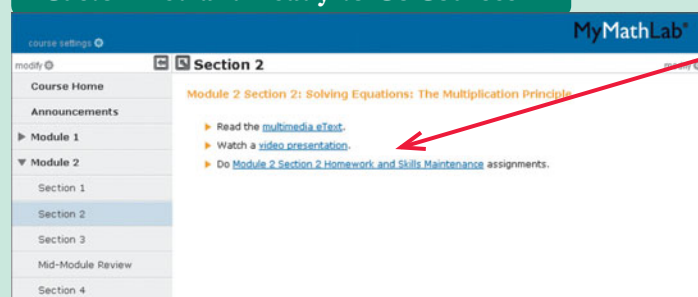 MyMathLab®
course settings
modify
Section 2
modify
Course Home
Module 2 Section 2: Solving Equations: The Multiplication Principle
Announcements
Read the multimedia eText.
Module 1
Watch a video presentation.
Module 2
Do Module 2 Section 2 Homework and Skills Maintenance assignments.
Section 1
Section 2
Section 3
Mid-Module Review
Section 4